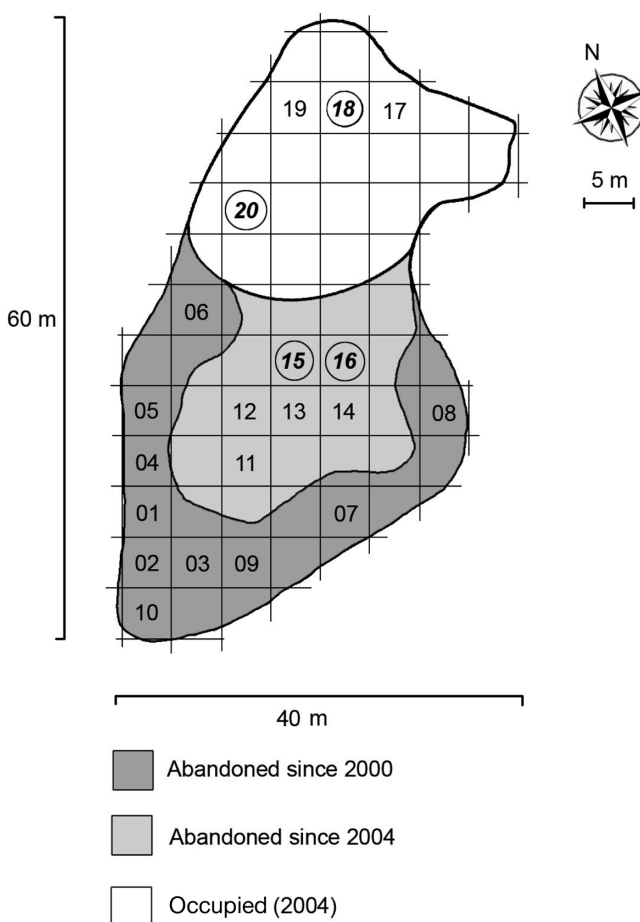 N
19 18 17
5 m
20
06
60 m
15 16
05 12 13 14 08
04 11
01 07
02 03 09
10
40 m
Abandoned since 2000
Abandoned since 2004
Occupied (2004)